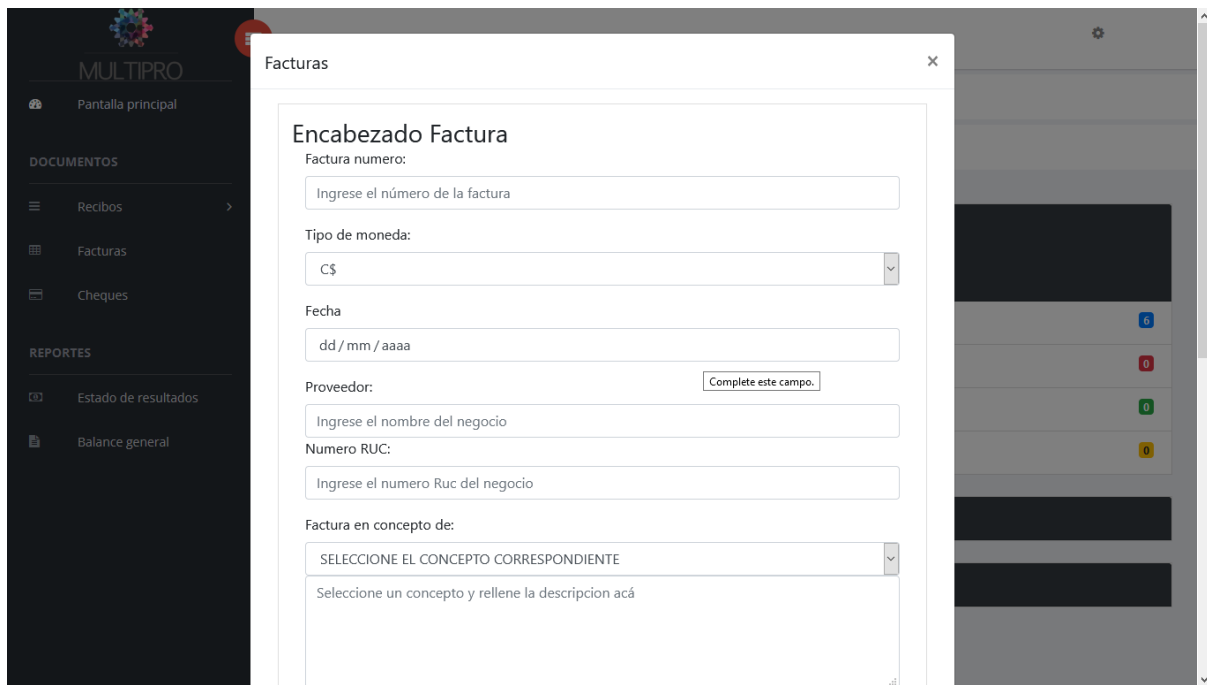 MULTIPRO
Pantalla principal
DOCUMENTOS
Recibos
Facturas
Cheques
REPORTES
Estado de resultados
Balance general
Facturas ×
Encabezado Factura
Factura numero:
Ingrese el número de la factura
Tipo de moneda:
C$
Fecha
dd / mm / aaaa
Complete este campo.
Proveedor:
Ingrese el nombre del negocio
Numero RUC:
Ingrese el numero Ruc del negocio
Factura en concepto de:
SELECCIONE EL CONCEPTO CORRESPONDIENTE
Seleccione un concepto y rellene la descripcion acá
6
0
0
0